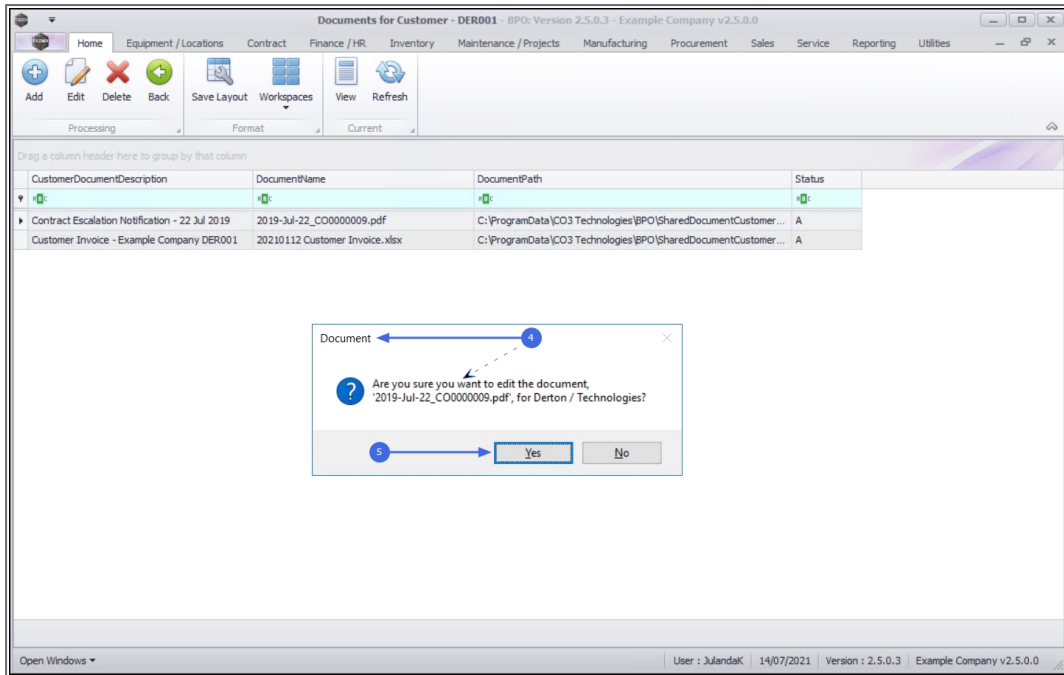 Documents for Customer - DER001 - BPO: Version 2.5.0.3 - Example Company v2.5.0.0
Home Equipment / Locations Contract Finance / HR Inventory Maintenance / Projects Manufacturing Procurement Sales Service Reporting Utilities
Add Edit Delete Back Save Layout Workspaces View Refresh
Processing Format Current
Drag a column header here to group by that column
CustomerDocumentDescription DocumentName DocumentPath Status
Contract Escalation Notification - 22 Jul 2019 2019-Jul-22_CO0000009.pdf C:\ProgramData\CO3 Technologies\BPO\SharedDocumentCustomer... A
Customer Invoice - Example Company DER001 20210112 Customer Invoice.xlsx C:\ProgramData\CO3 Technologies\BPO\SharedDocumentCustomer... A
Document 4
Are you sure you want to edit the document,
'2019-Jul-22_CO0000009.pdf', for Derton / Technologies?
5 Yes No
Open Windows User : JulandaK 14/07/2021 Version : 2.5.0.3 Example Company v2.5.0.0